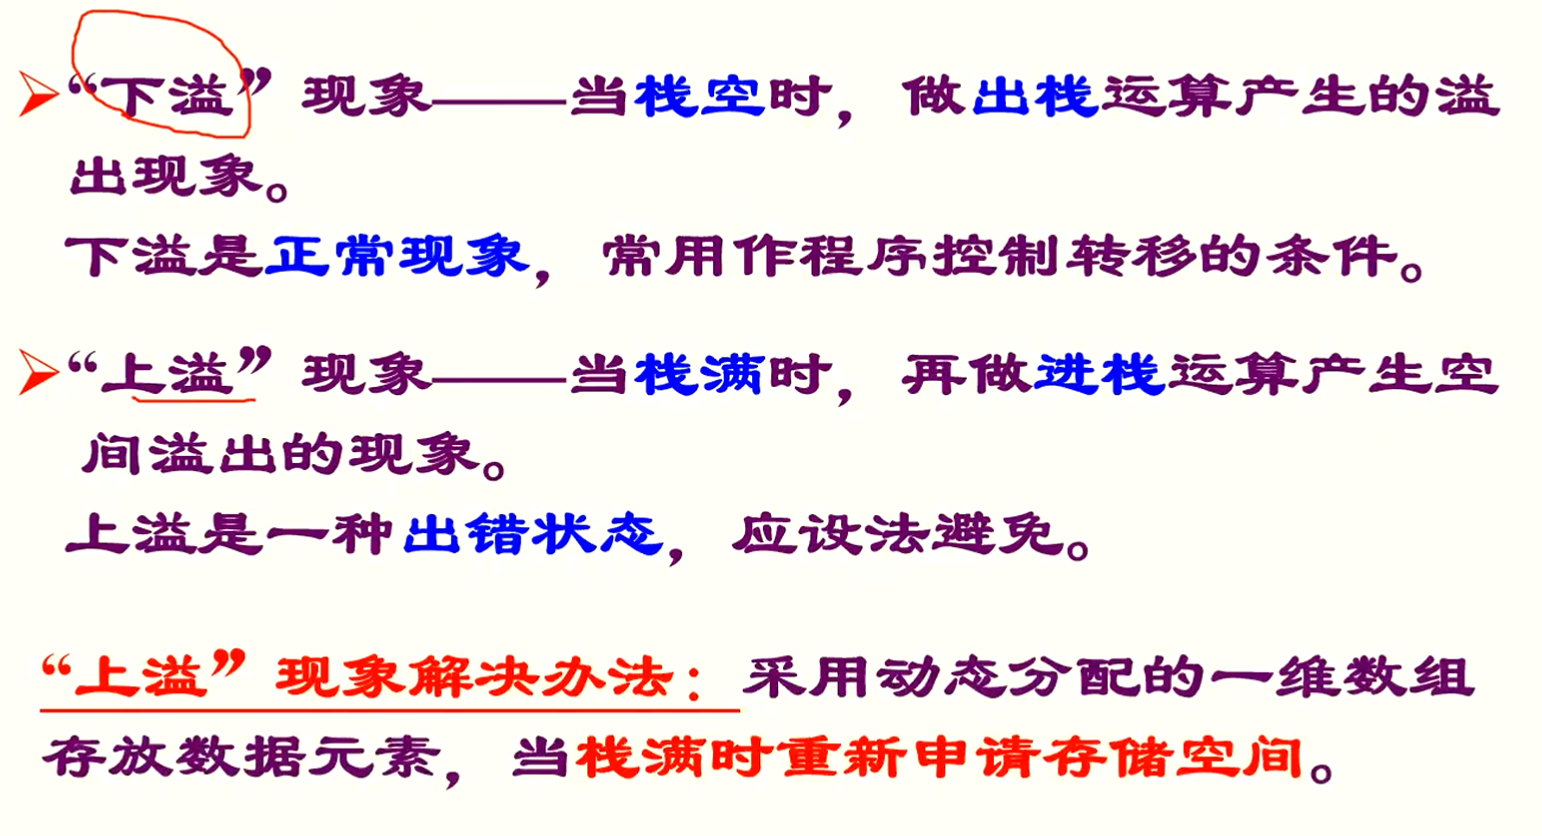 “下溢”现象——当栈空时，做出栈运算产生的溢
出现象。
下溢是正常现象，常用作程序控制转移的条件。
“上溢”现象——当栈满时，再做进栈运算产生空
间溢出的现象。
上溢是一种出错状态，应设法避免。
“上溢”现象解决办法：采用动态分配的一维数组
存放数据元素，当栈满时重新申请存储空间。